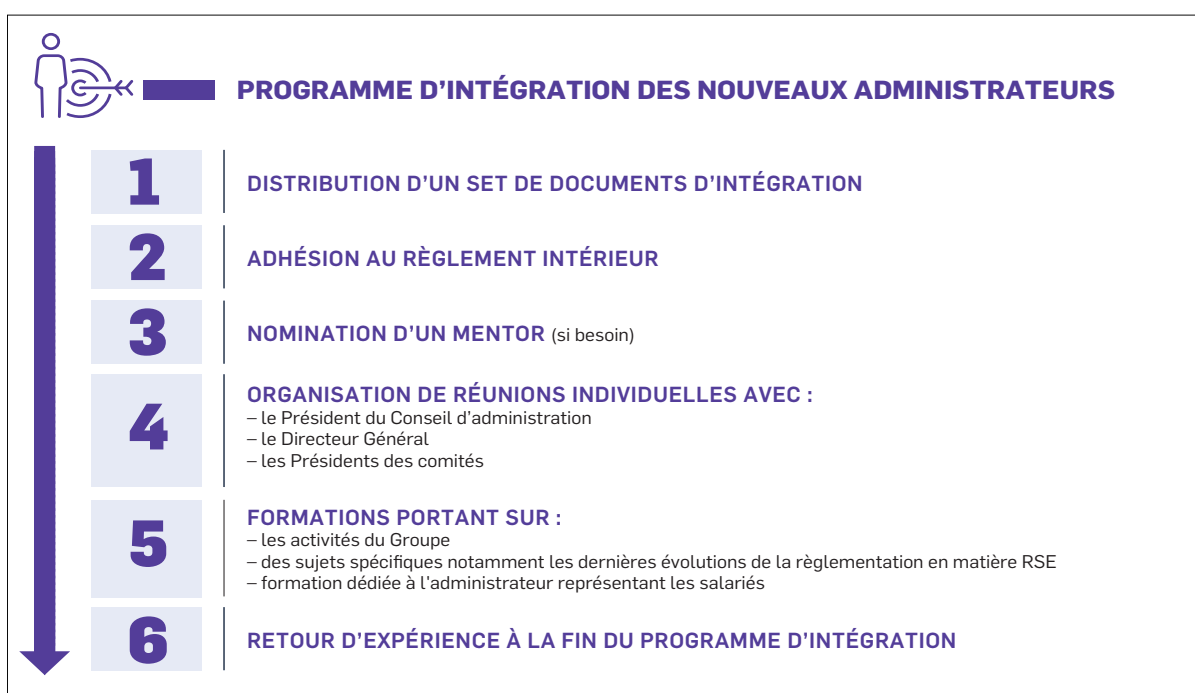 PROGRAMME D’INTÉGRATION DES NOUVEAUX ADMINISTRATEURS
1
DISTRIBUTION D’UN SET DE DOCUMENTS D’INTÉGRATION
2
ADHÉSION AU RÈGLEMENT INTÉRIEUR
3
NOMINATION D’UN MENTOR (si besoin)
4
ORGANISATION DE RÉUNIONS INDIVIDUELLES AVEC :
– le Président du Conseil d’administration
– le Directeur Général
– les Présidents des comités
5
FORMATIONS PORTANT SUR :
– les activités du Groupe
– des sujets spécifiques notamment les dernières évolutions de la règlementation en matière RSE
– formation dédiée à l'administrateur représentant les salariés
6
RETOUR D’EXPÉRIENCE À LA FIN DU PROGRAMME D’INTÉGRATION